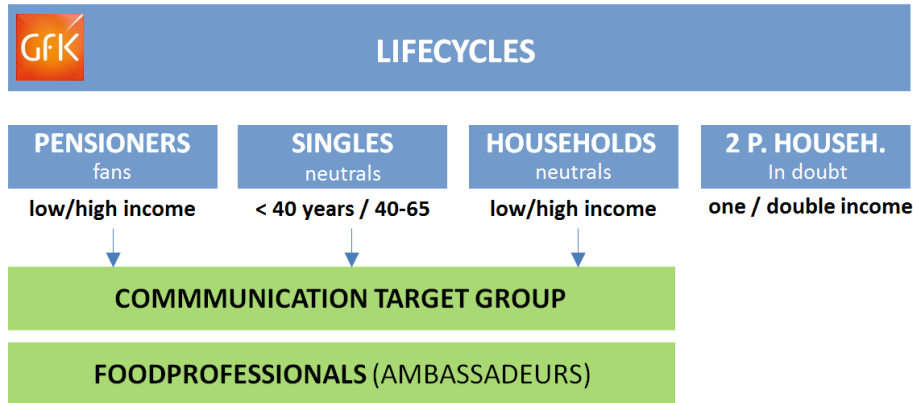 GfK
LIFECYCLES
PENSIONERS
fans
low/high income
SINGLES
neutrals
< 40 years / 40-65
HOUSEHOLDS
neutrals
low/high income
2 P. HOUSEH.
In doubt
one / double income
COMMMUNICATION TARGET GROUP
FOODPROFESSIONALS (AMBASSADEURS)